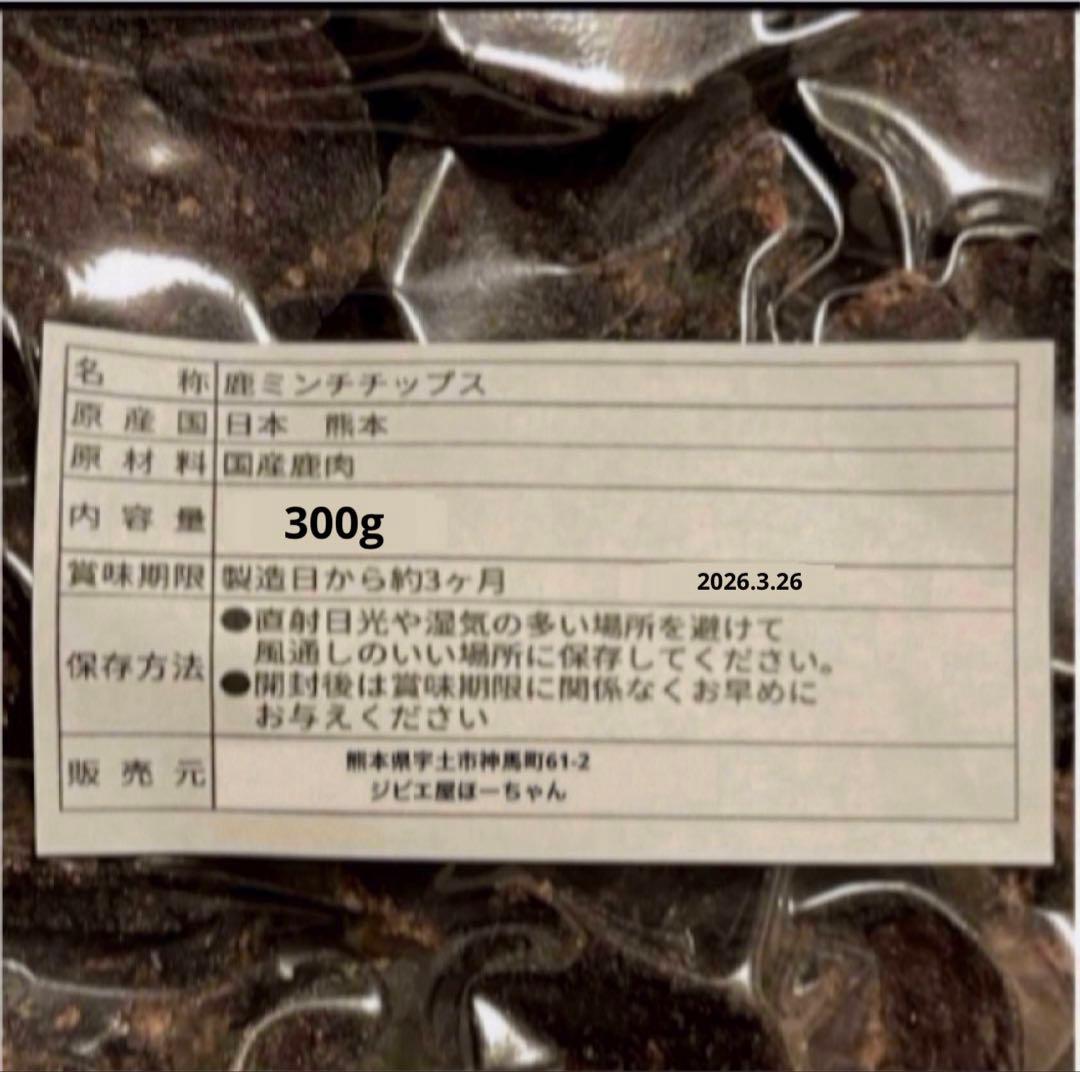 名称 鹿ミンチチップス
原産国 日本 熊本
原材料 国産鹿肉
内容量 300g
賞味期限 製造日から約3ヶ月 2026.3.26
保存方法 ●直射日光や湿気の多い場所を避けて
風通しのいい場所に保存してください。
●開封後は賞味期限に関係なくお早めに
お与えください
販売元 熊本県宇土市神馬町61-2
ジビエ屋ほーちゃん